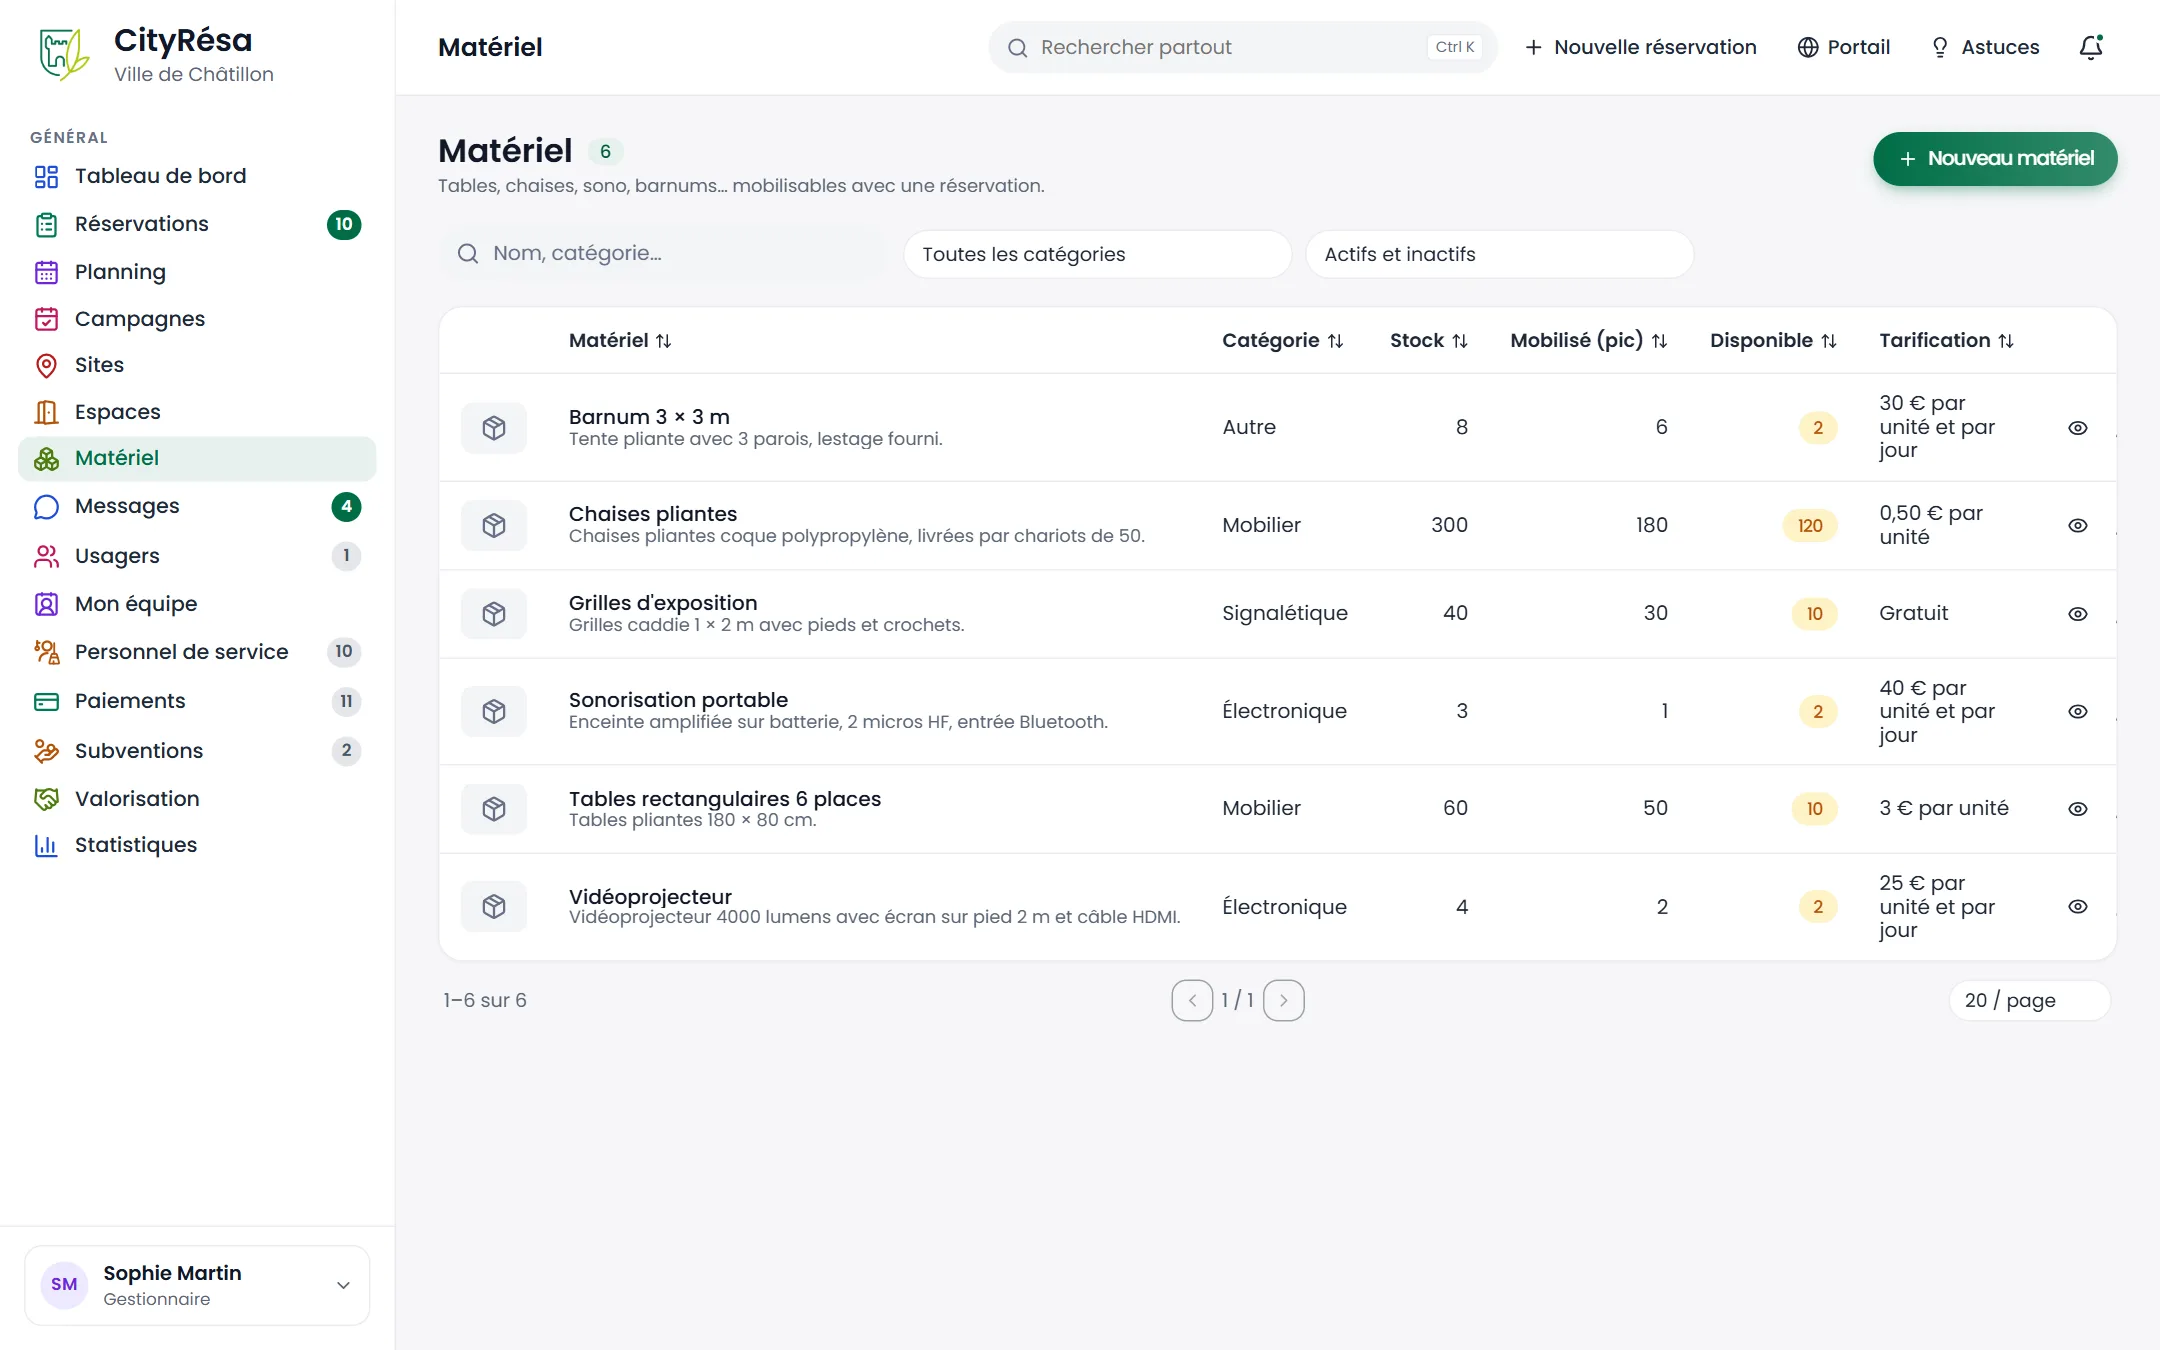 CityRésa
Ville de Châtillon
GÉNÉRAL
Tableau de bord
Réservations 10
Planning
Campagnes
Sites
Espaces
Matériel
Messages 4
Usagers 1
Mon équipe
Personnel de service 10
Paiements 11
Subventions 2
Valorisation
Statistiques
SM
Sophie Martin
Gestionnaire
Matériel
Rechercher partout Ctrl K
Nouvelle réservation
Portail
Astuces
Matériel 6
Tables, chaises, sono, barnums… mobilisables avec une réservation.
+ Nouveau matériel
Nom, catégorie…
Toutes les catégories
Actifs et inactifs
Matériel Catégorie Stock Mobilisé (pic) Disponible Tarification
Barnum 3 × 3 m
Tente pliante avec 3 parois, lestage fourni.
Autre 8 6 2
30 € par
unité et par
jour
Chaises pliantes
Chaises pliantes coque polypropylène, livrées par chariots de 50.
Mobilier 300 180 120
0,50 € par
unité
Grilles d'exposition
Grilles caddie 1 × 2 m avec pieds et crochets.
Signalétique 40 30 10 Gratuit
Sonorisation portable
Enceinte amplifiée sur batterie, 2 micros HF, entrée Bluetooth.
Électronique 3 1 2
40 € par
unité et par
jour
Tables rectangulaires 6 places
Tables pliantes 180 × 80 cm.
Mobilier 60 50 10 3 € par unité
Vidéoprojecteur
Vidéoprojecteur 4000 lumens avec écran sur pied 2 m et câble HDMI.
Électronique 4 2 2
25 € par
unité et par
jour
1–6 sur 6
1 / 1
20 / page